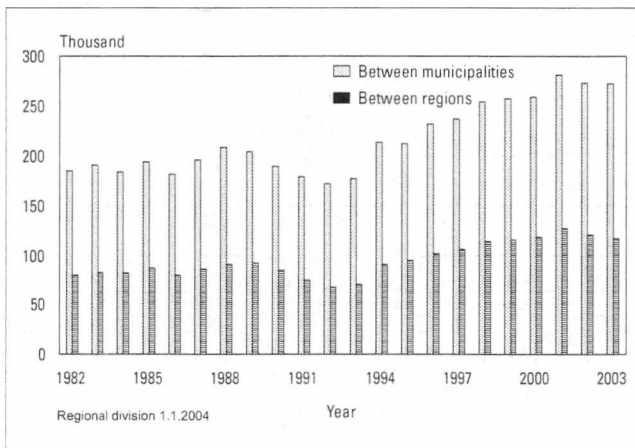 Thousand
300
Between municipalities
250
Between regions
200
150
100
50
0
1982 1985 1988 1991 1994 1997 2000 2003
Regional division 1.1.2004
Year